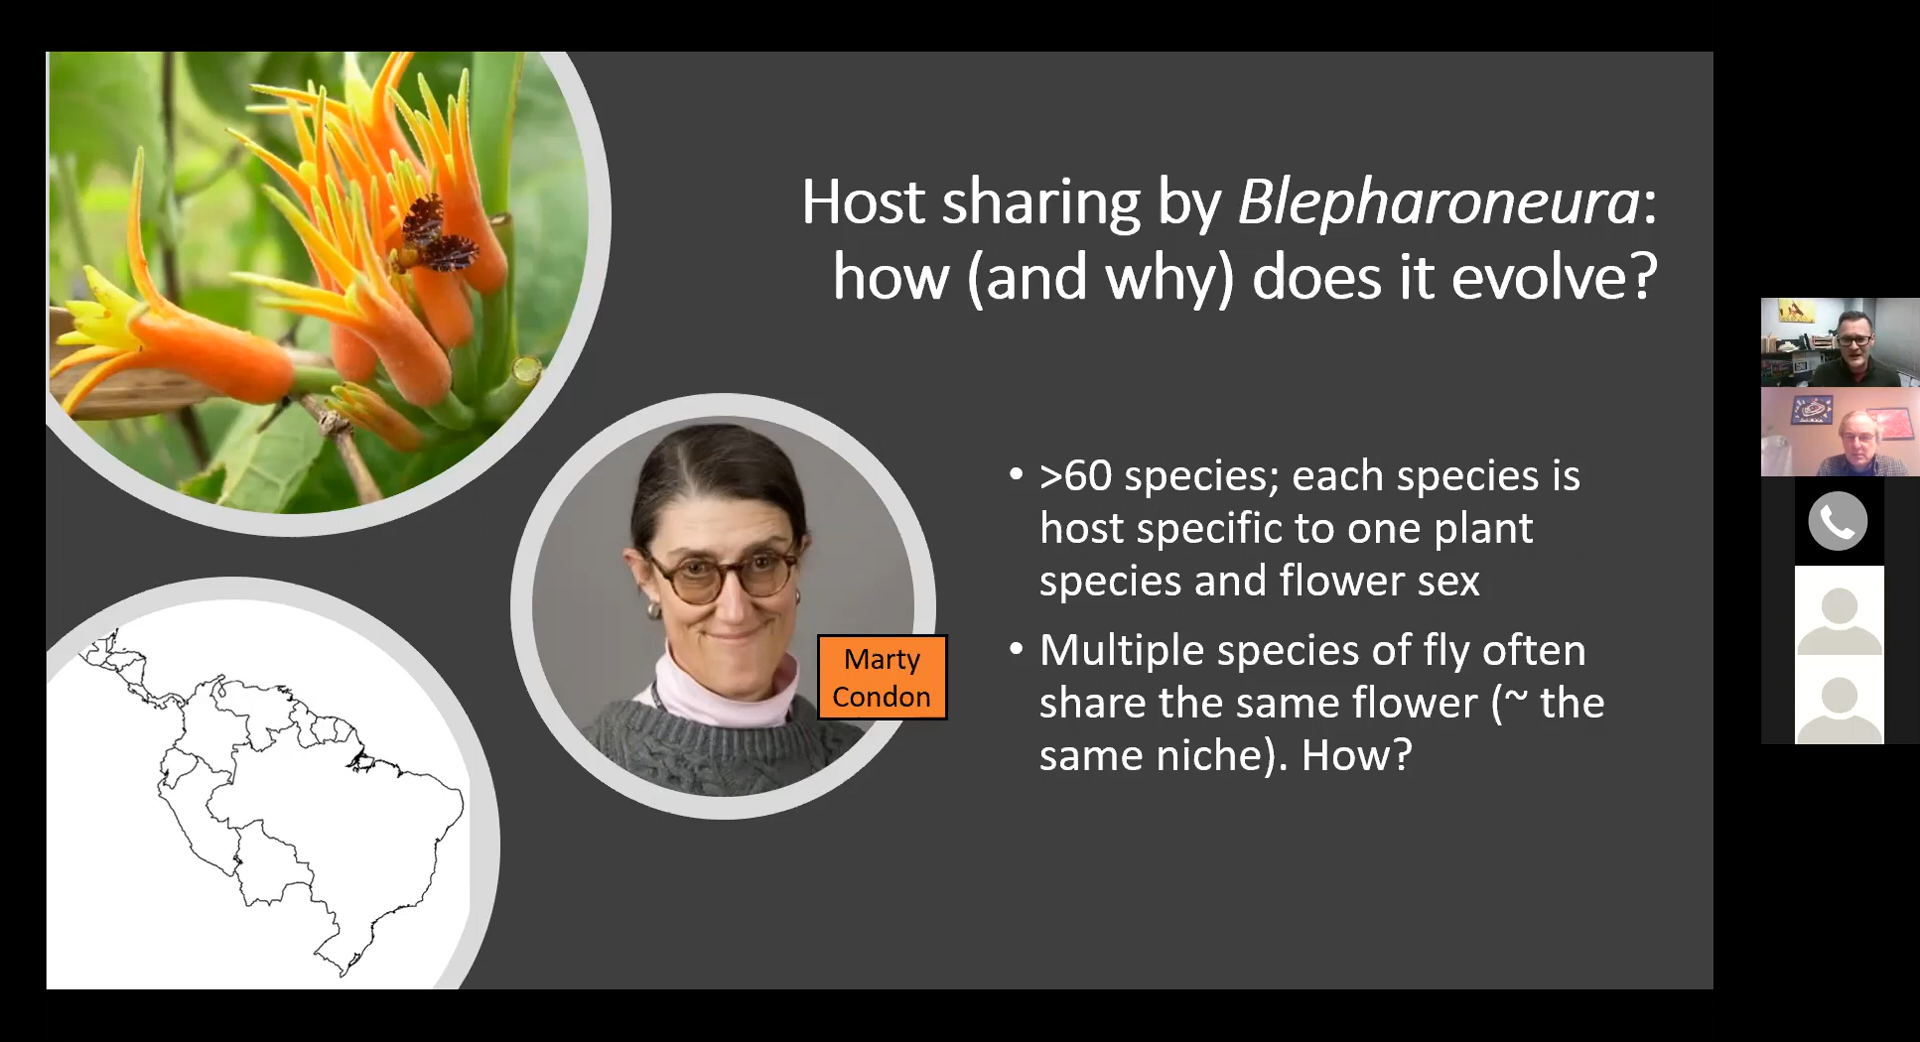 Host sharing by Blepharoneura:
how (and why) does it evolve?
• >60 species; each species is
host specific to one plant
species and flower sex
• Multiple species of fly often
share the same flower (~ the
same niche). How?
Marty
Condon